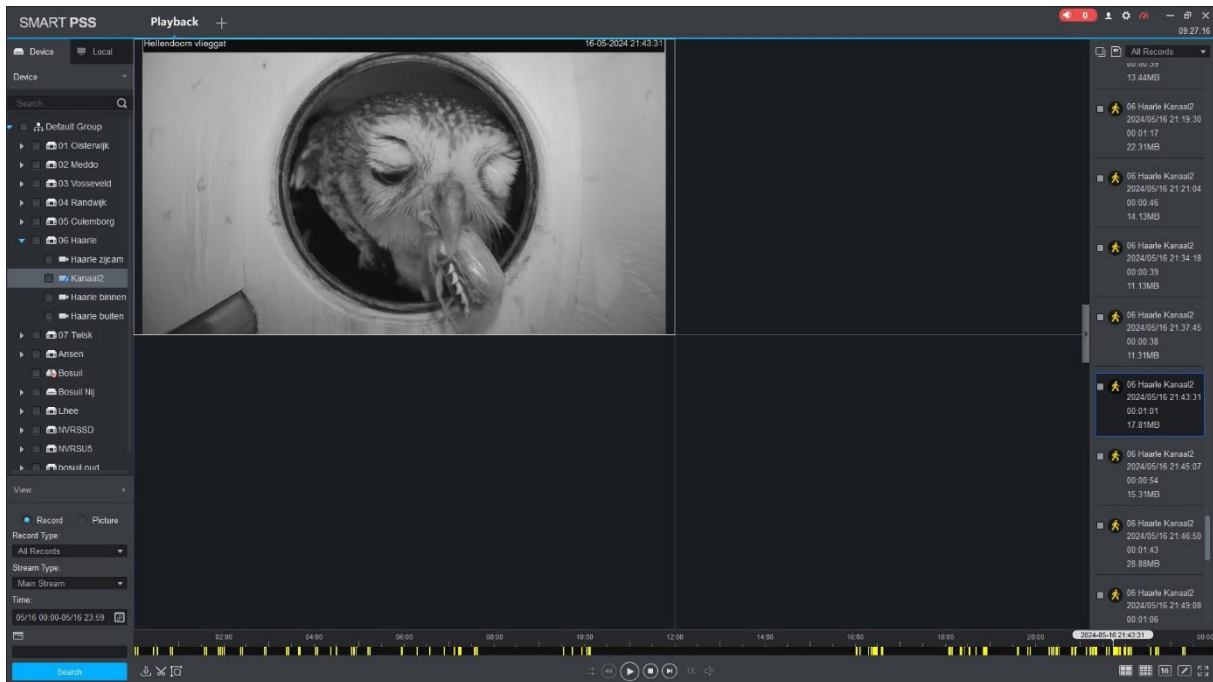 SMART PSS
Playback
0
09:27:16
Device
Local
Device
Search...
Default Group
01 Oisterwijk
02 Meddo
03 Vosseveld
04 Randwijk
05 Culemborg
06 Haarle
Haarle zijcam
Kanaal2
Haarle binnen
Haarle buiten
07 Twisk
Ansen
Bosuil
Bosuil Nij
Lhee
NVRSSD
NVRSU5
bosuil oud
View
Record
Picture
Record Type:
All Records
Stream Type:
Main Stream
Time:
05/16 00:00-05/16 23:59
Search
Hellendoorn vlieggat
16-05-2024 21:43:31
All Records
00:00:39
13.44MB
06 Haarle Kanaal2
2024/05/16 21:19:30
00:01:17
22.31MB
06 Haarle Kanaal2
2024/05/16 21:21:04
00:00:46
14.13MB
06 Haarle Kanaal2
2024/05/16 21:34:18
00:00:39
11.13MB
06 Haarle Kanaal2
2024/05/16 21:37:45
00:00:38
11.31MB
06 Haarle Kanaal2
2024/05/16 21:43:31
00:01:01
17.81MB
06 Haarle Kanaal2
2024/05/16 21:45:07
00:00:54
15.31MB
06 Haarle Kanaal2
2024/05/16 21:46:50
00:01:43
28.88MB
06 Haarle Kanaal2
2024/05/16 21:49:08
00:01:06
02:00
04:00
06:00
08:00
10:00
12:00
14:00
16:00
18:00
20:00
2024-05-16 21:43:31
00:00
1X
16